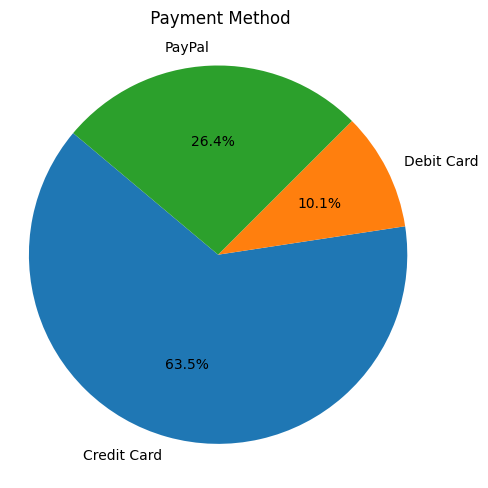 Payment Method
PayPal
26.4%
Debit Card
10.1%
63.5%
Credit Card